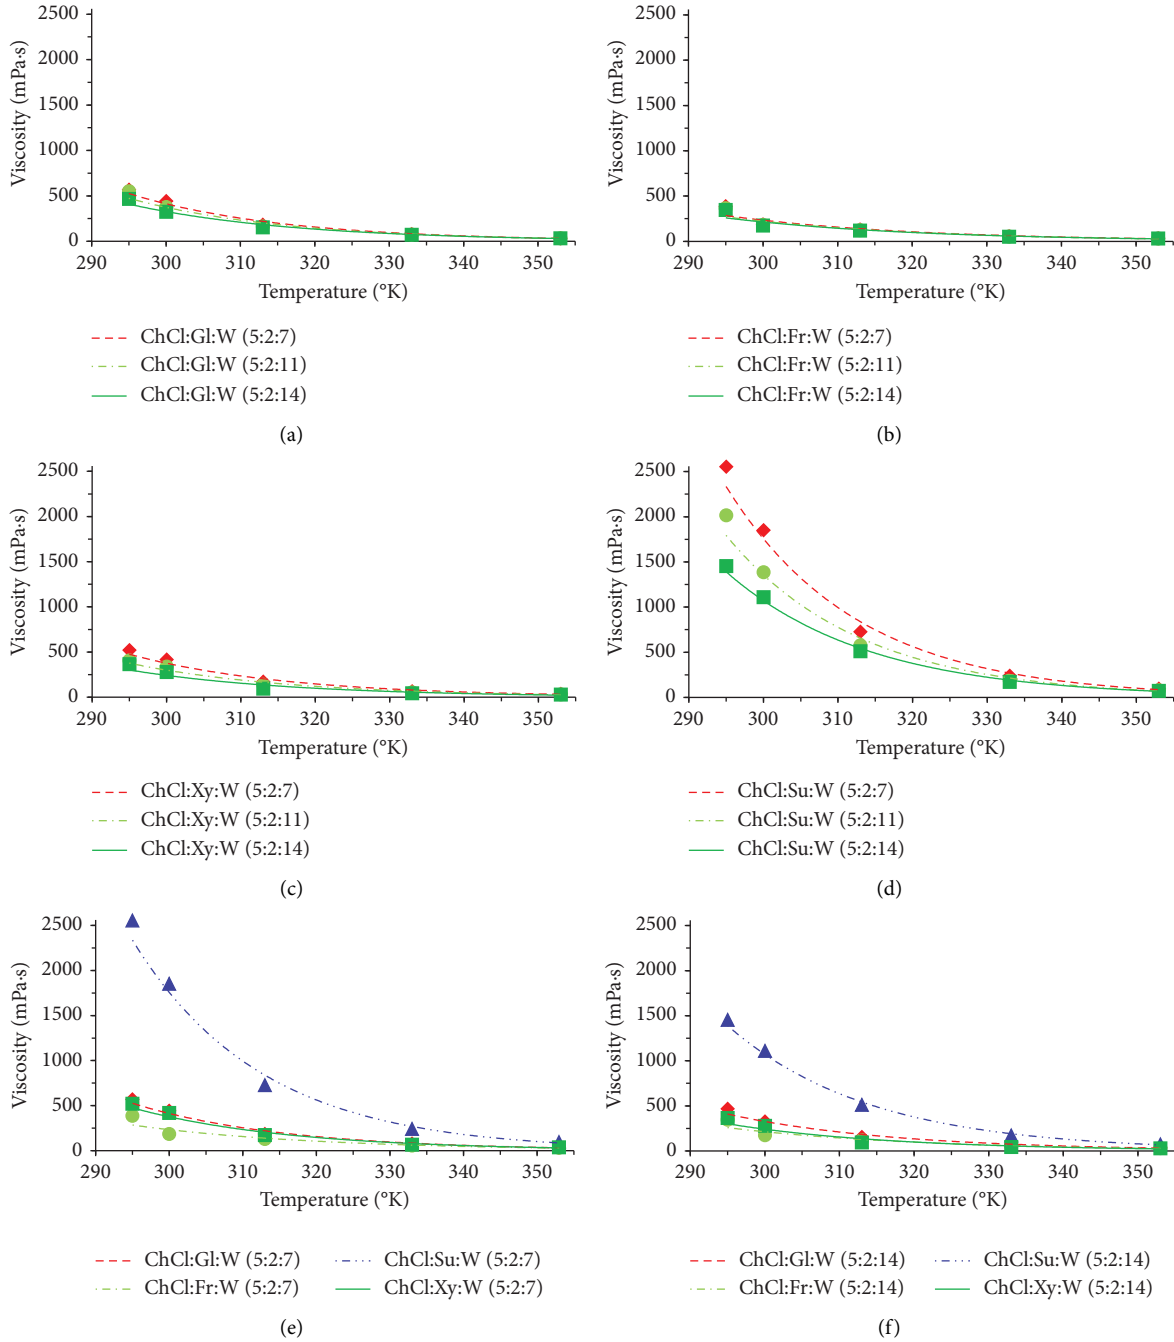 Viscosity (mPa·s)
2500
2000
1500
1000
500
0
290 300 310 320 330 340 350
Temperature (°K)
ChCl:Gl:W (5:2:7)
ChCl:Gl:W (5:2:11)
ChCl:Gl:W (5:2:14)
(a)
Viscosity (mPa·s)
2500
2000
1500
1000
500
0
290 300 310 320 330 340 350
Temperature (°K)
ChCl:Fr:W (5:2:7)
ChCl:Fr:W (5:2:11)
ChCl:Fr:W (5:2:14)
(b)
Viscosity (mPa·s)
2500
2000
1500
1000
500
0
290 300 310 320 330 340 350
Temperature (°K)
ChCl:Xy:W (5:2:7)
ChCl:Xy:W (5:2:11)
ChCl:Xy:W (5:2:14)
(c)
Viscosity (mPa·s)
2500
2000
1500
1000
500
0
290 300 310 320 330 340 350
Temperature (°K)
ChCl:Su:W (5:2:7)
ChCl:Su:W (5:2:11)
ChCl:Su:W (5:2:14)
(d)
Viscosity (mPa·s)
2500
2000
1500
1000
500
0
290 300 310 320 330 340 350
Temperature (°K)
ChCl:Gl:W (5:2:7) ChCl:Su:W (5:2:7)
ChCl:Fr:W (5:2:7) ChCl:Xy:W (5:2:7)
(e)
Viscosity (mPa·s)
2500
2000
1500
1000
500
0
290 300 310 320 330 340 350
Temperature (°K)
ChCl:Gl:W (5:2:14) ChCl:Su:W (5:2:14)
ChCl:Fr:W (5:2:14) ChCl:Xy:W (5:2:14)
(f)